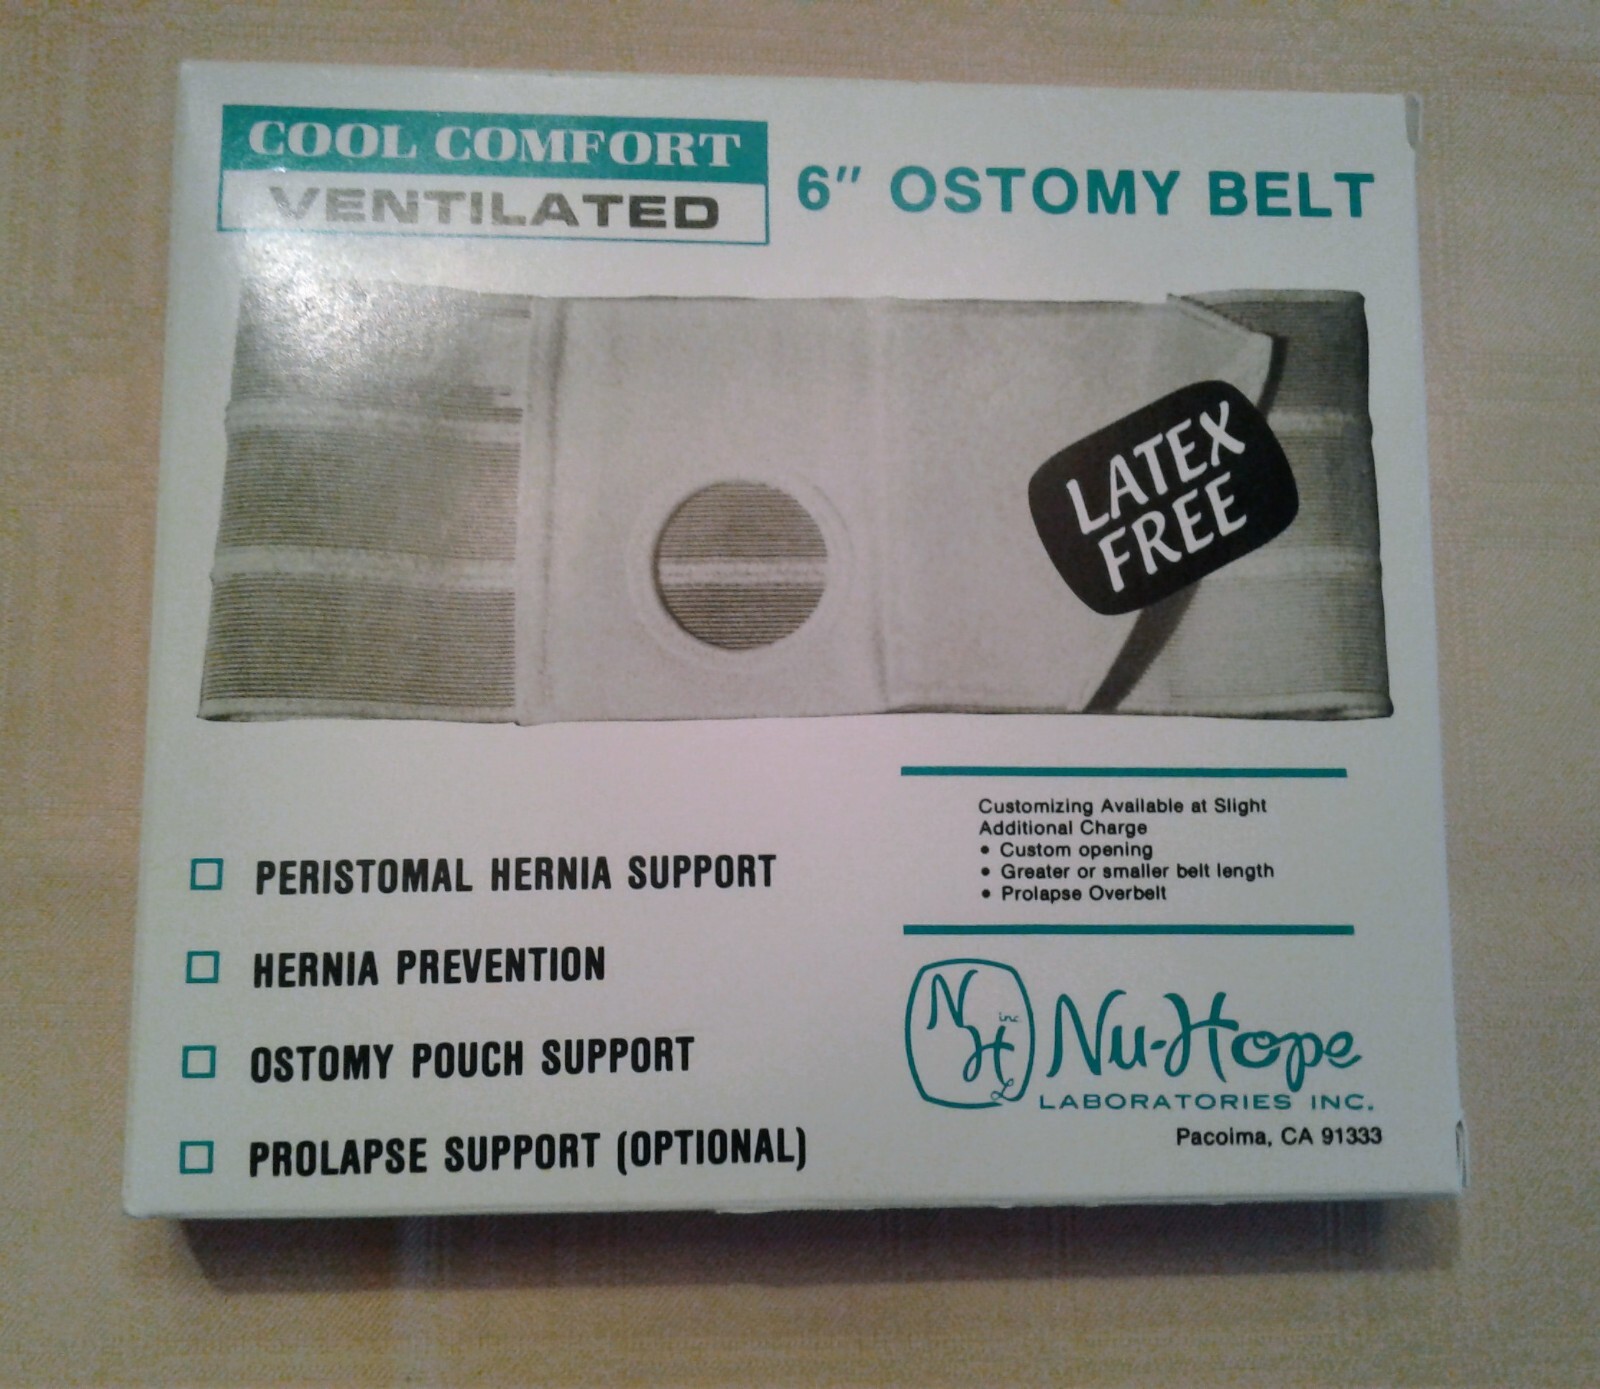 COOL COMFORT
VENTILATED
6" OSTOMY BELT
LATEX
FREE
Customizing Available at Slight
Additional Charge
• Custom opening
• Greater or smaller belt length
• Prolapse Overbelt
PERISTOMAL HERNIA SUPPORT
HERNIA PREVENTION
OSTOMY POUCH SUPPORT
PROLAPSE SUPPORT (OPTIONAL)
NH inc L
Nu-Hope
LABORATORIES INC.
Pacoima, CA 91333